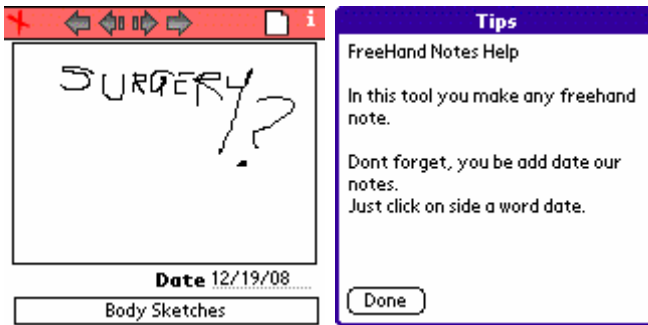 i
SURGERY?
Date 12/19/08
Body Sketches
Tips
FreeHand Notes Help
In this tool you make any freehand
note.
Dont forget, you be add date our
notes.
Just click on side a word date.
Done